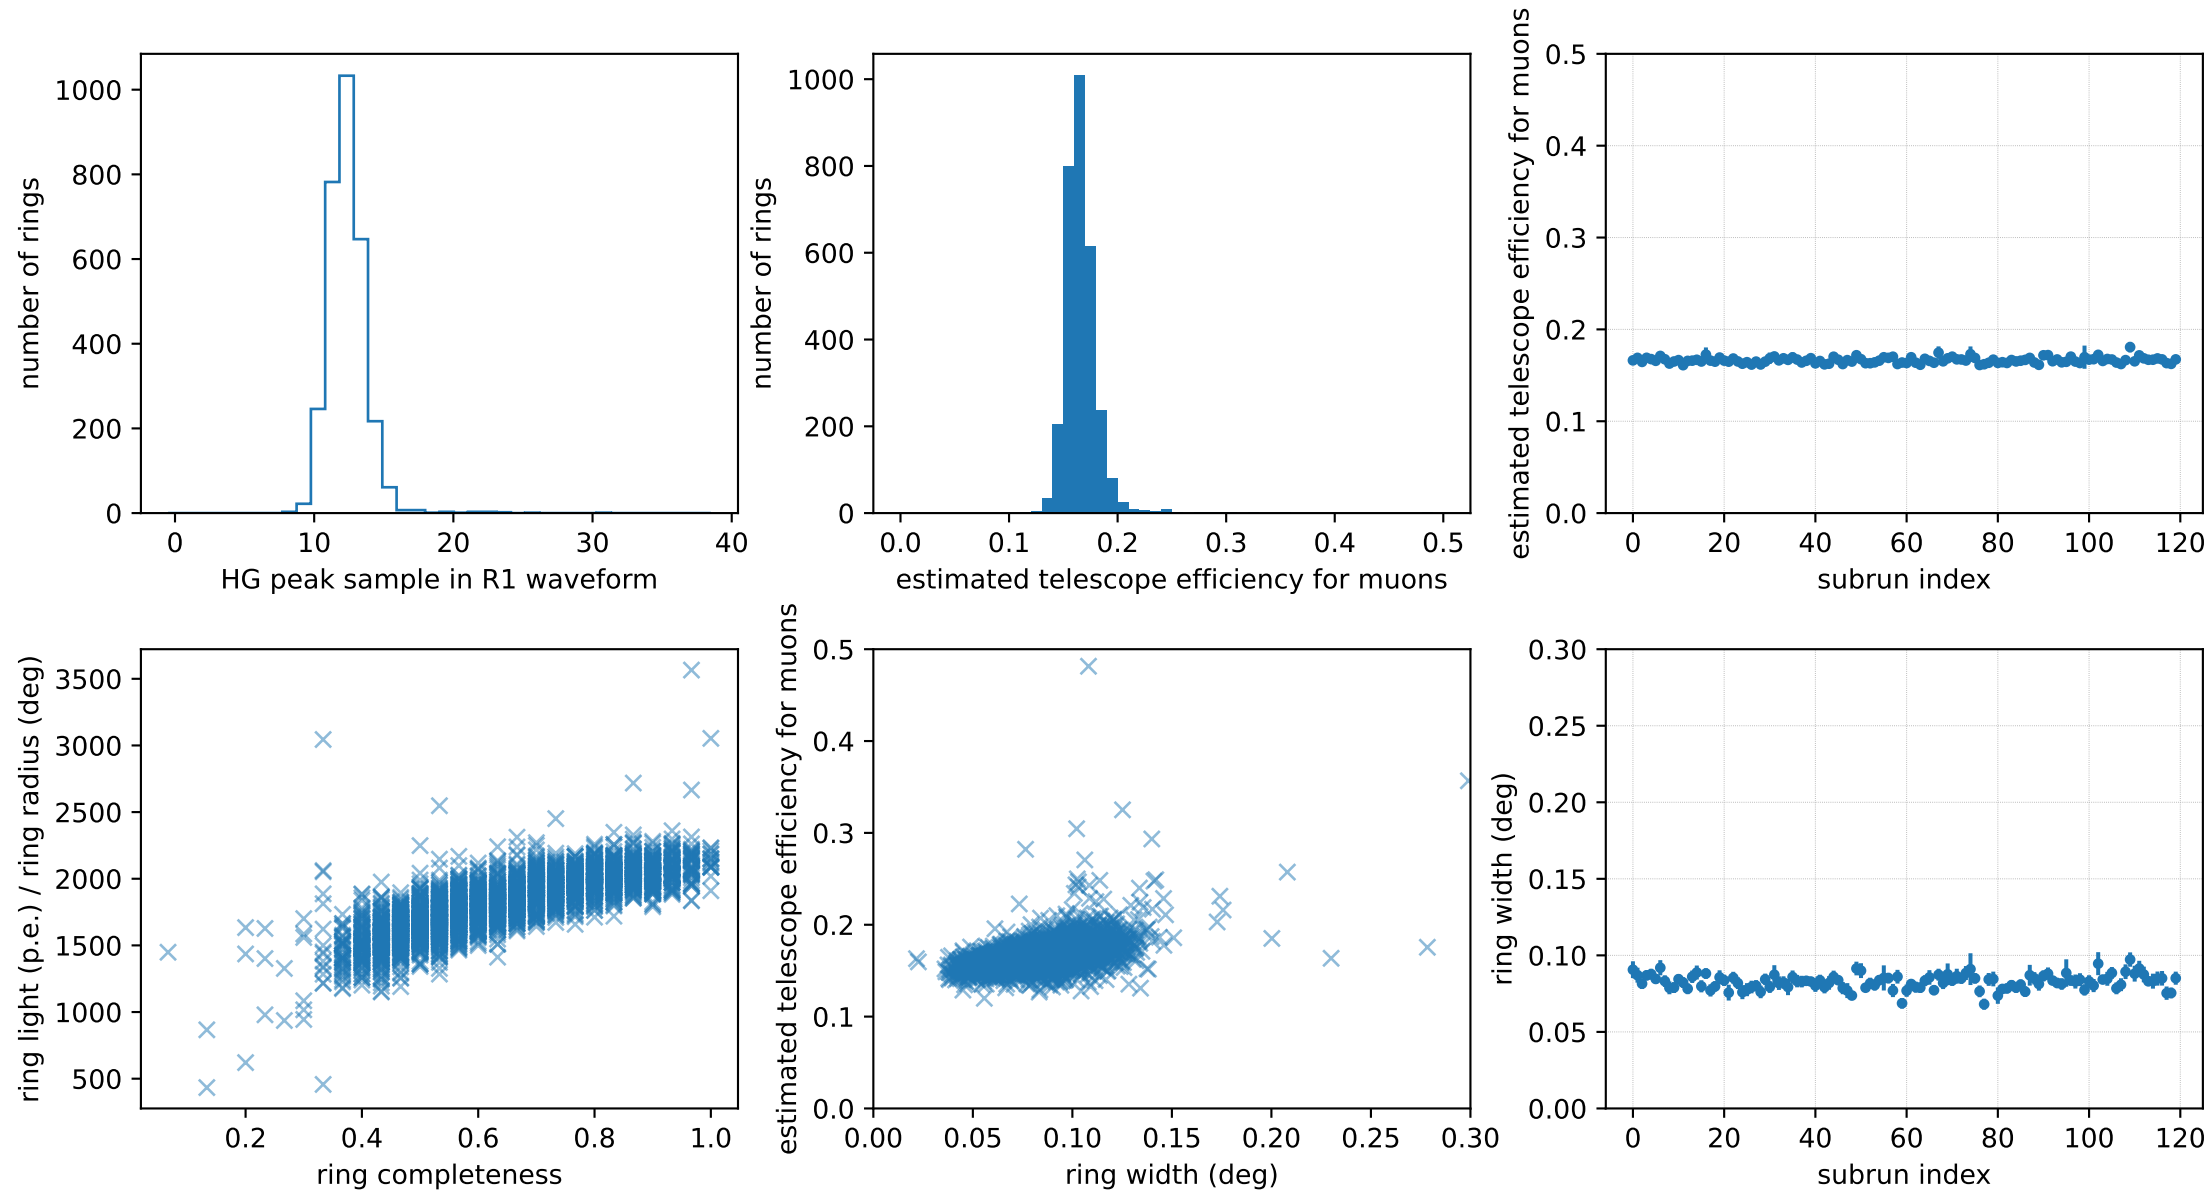 number of rings
1000
800
600
400
200
0
0 10 20 30 40
HG peak sample in R1 waveform
number of rings
1000
800
600
400
200
0
0.0 0.1 0.2 0.3 0.4 0.5
estimated telescope efficiency for muons
estimated telescope efficiency for muons
0.5
0.4
0.3
0.2
0.1
0.0
0 20 40 60 80 100 120
subrun index
ring light (p.e.) / ring radius (deg)
3500
3000
2500
2000
1500
1000
500
0.2 0.4 0.6 0.8 1.0
ring completeness
estimated telescope efficiency for muons
0.5
0.4
0.3
0.2
0.1
0.0
0.00 0.05 0.10 0.15 0.20 0.25 0.30
ring width (deg)
ring width (deg)
0.30
0.25
0.20
0.15
0.10
0.05
0.00
0 20 40 60 80 100 120
subrun index